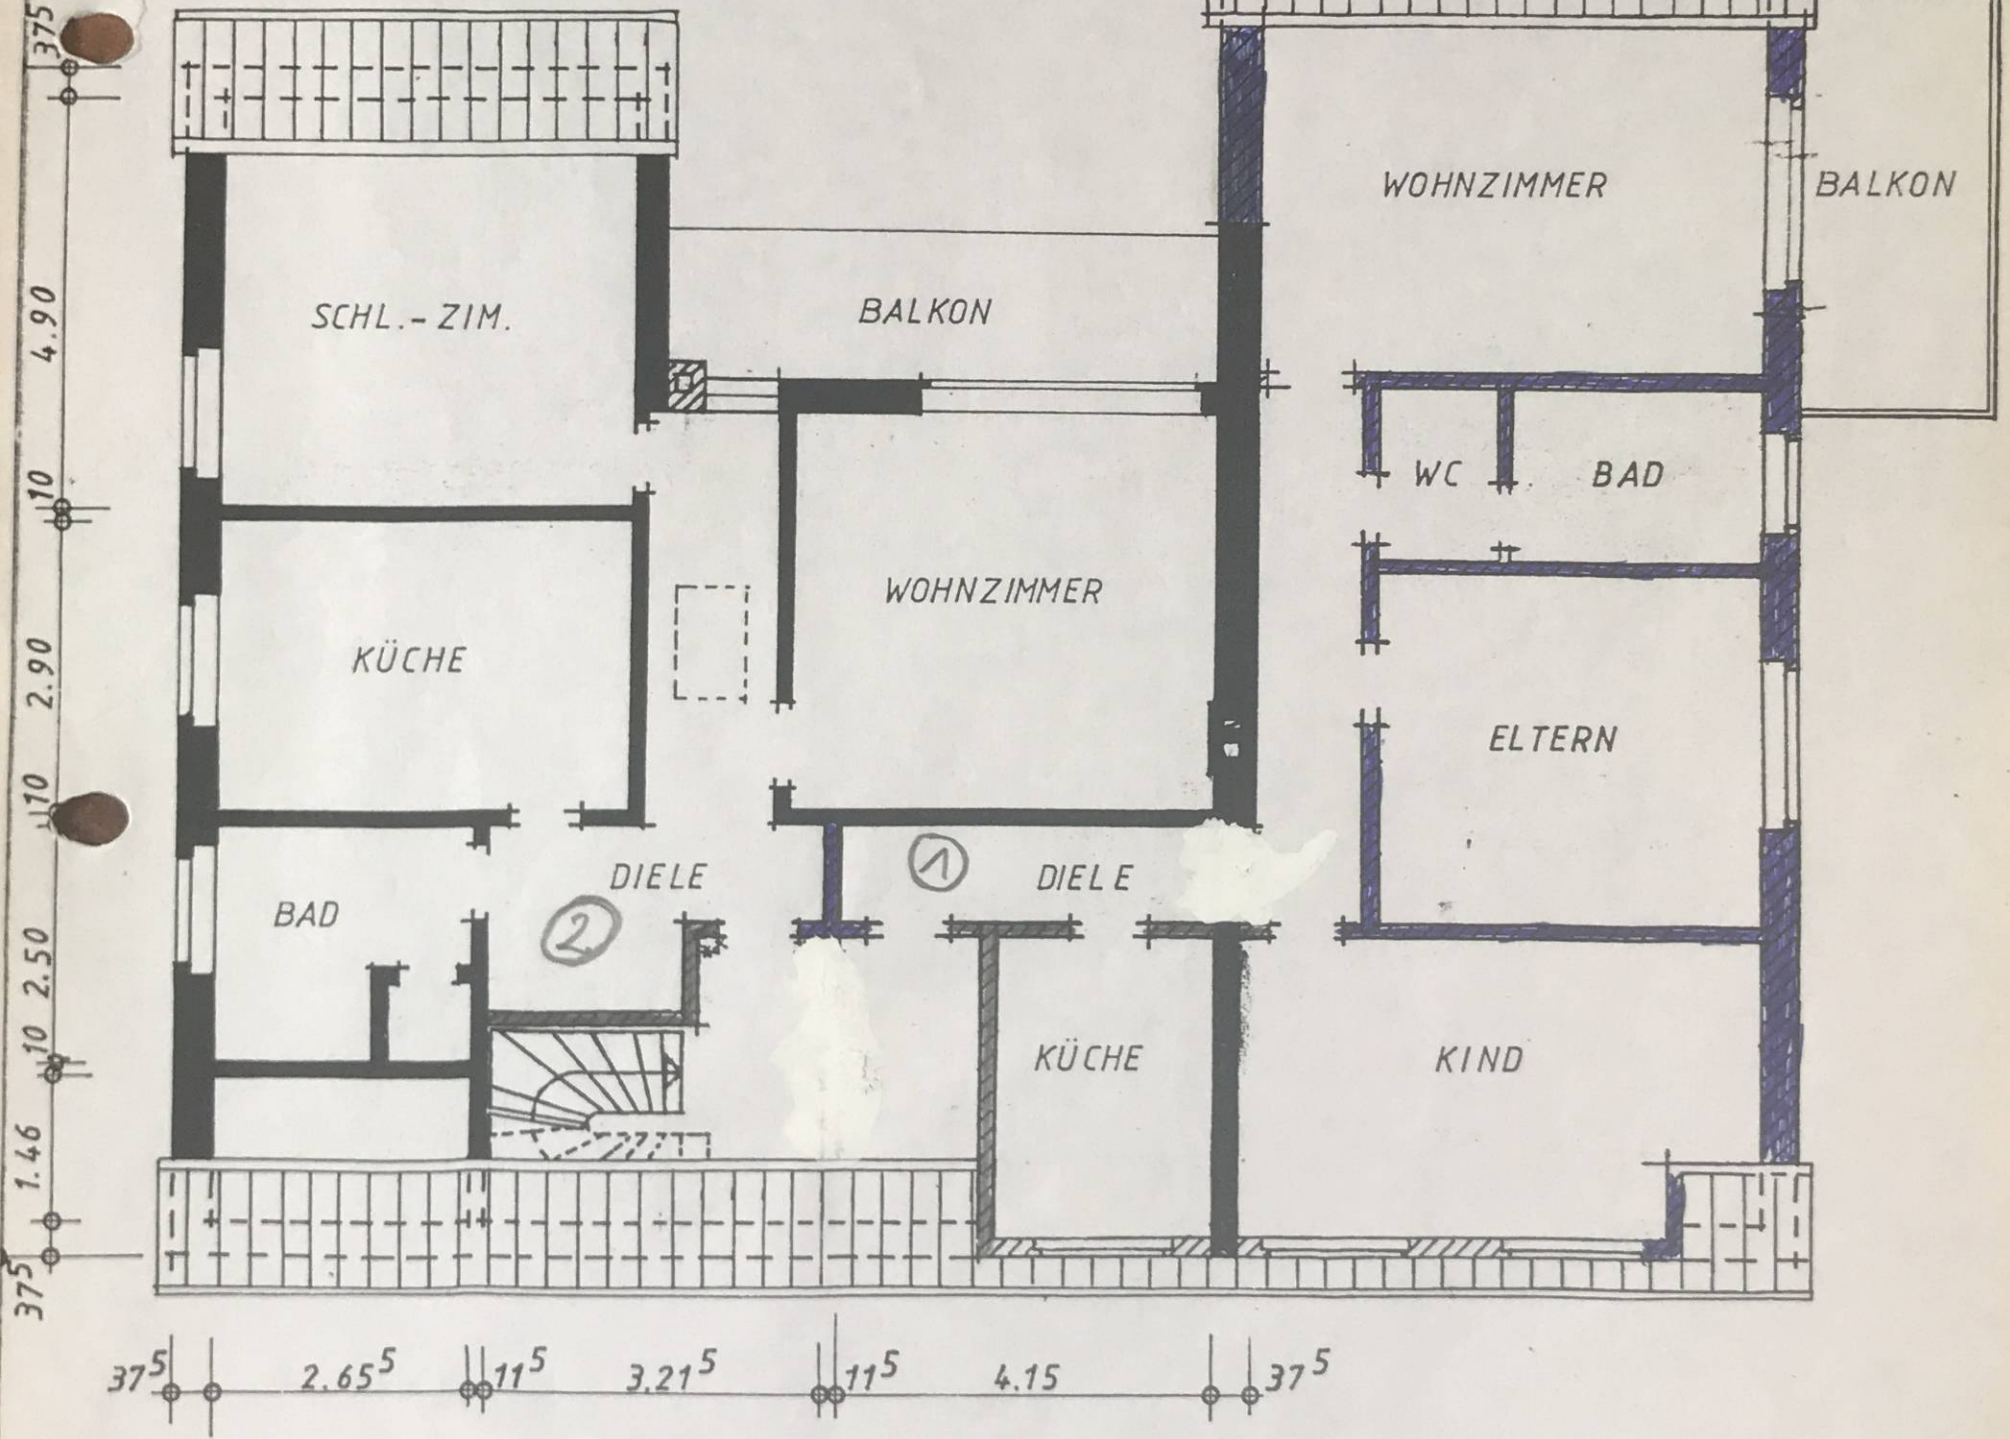 WOHNZIMMER
BALKON
SCHL.-ZIM.
BALKON
WC
BAD
KÜCHE
WOHNZIMMER
ELTERN
BAD
DIELE
2
1
DIELE
KÜCHE
KIND
37⁵
4.90
10
2.90
10
2.50
10
1.46
37⁵
37⁵ 2.65⁵ 11⁵ 3.21⁵ 11⁵ 4.15 37⁵